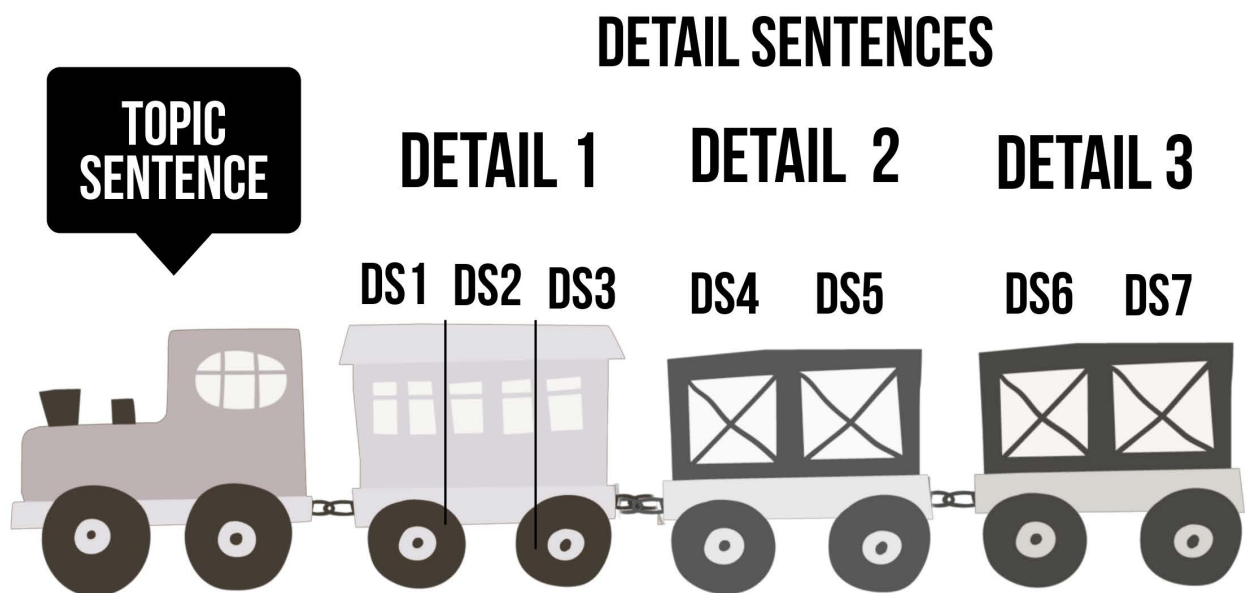 DETAIL SENTENCES
TOPIC
SENTENCE
DETAIL 1
DETAIL 2
DETAIL 3
DS1 DS2 DS3
DS4 DS5
DS6 DS7